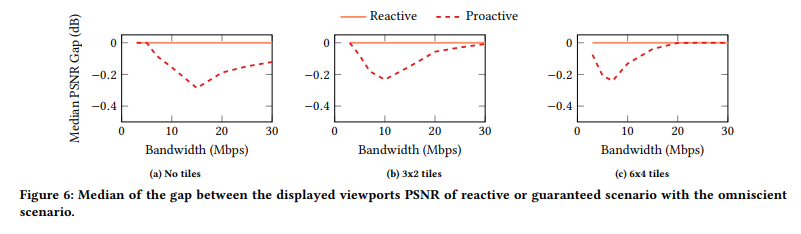 Reactive Proactive
Median PSNR Gap (dB)
0
−0.2
−0.4
0 10 20 30
Bandwidth (Mbps)
(a) No tiles
0
−0.2
−0.4
0 10 20 30
Bandwidth (Mbps)
(b) 3x2 tiles
0
−0.2
−0.4
0 10 20 30
Bandwidth (Mbps)
(c) 6x4 tiles
Figure 6: Median of the gap between the displayed viewports PSNR of reactive or guaranteed scenario with the omniscient
scenario.